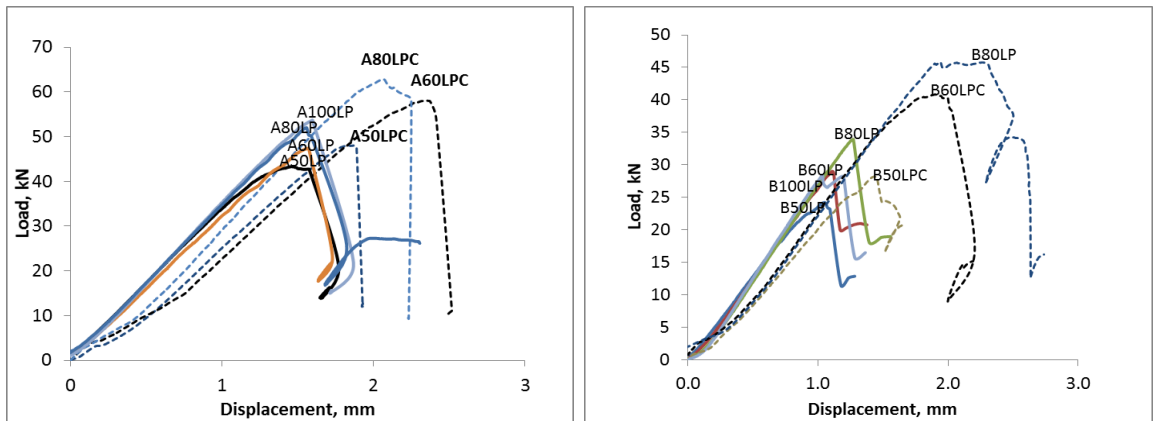 70
60
50
40
30
20
10
0
0
1
2
3
Load, kN
Displacement, mm
A80LPC
A60LPC
A100LP
A80LP
A50LPC
A60LP
A50LP
50
45
40
35
30
25
20
15
10
5
0
0.0
1.0
2.0
3.0
Load, kN
Displacement, mm
B80LP
B60LPC
B80LP
B60LP
B50LPC
B100LP
B50LP